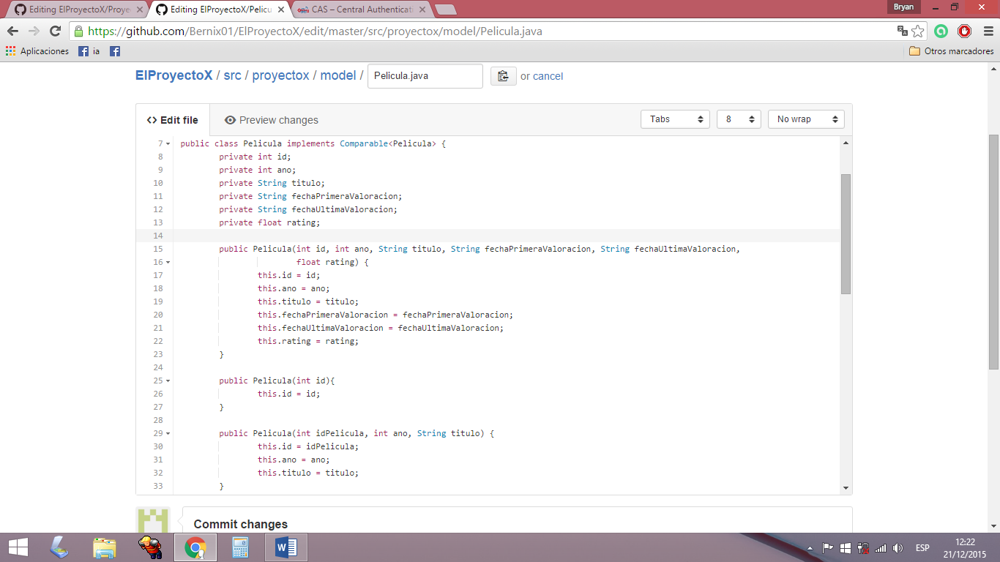 Editing ElProyectoX/Proye
Editing ElProyectoX/Pelicu
CAS – Central Authenticati
Bryan
https://github.com/Bernix01/ElProyectoX/edit/master/src/proyectox/model/Pelicula.java
Aplicaciones
ia
Otros marcadores
ElProyectoX / src / proyectox / model / Pelicula.java or cancel
<> Edit file
Preview changes
Tabs
8
No wrap
7 public class Pelicula implements Comparable<Pelicula> {
8 private int id;
9 private int ano;
10 private String titulo;
11 private String fechaPrimeraValoracion;
12 private String fechaUltimaValoracion;
13 private float rating;
14
15 public Pelicula(int id, int ano, String titulo, String fechaPrimeraValoracion, String fechaUltimaValoracion,
16 float rating) {
17 this.id = id;
18 this.ano = ano;
19 this.titulo = titulo;
20 this.fechaPrimeraValoracion = fechaPrimeraValoracion;
21 this.fechaUltimaValoracion = fechaUltimaValoracion;
22 this.rating = rating;
23 }
24
25 public Pelicula(int id){
26 this.id = id;
27 }
28
29 public Pelicula(int idPelicula, int ano, String titulo) {
30 this.id = idPelicula;
31 this.ano = ano;
32 this.titulo = titulo;
33 }
Commit changes
ESP
12:22
21/12/2015